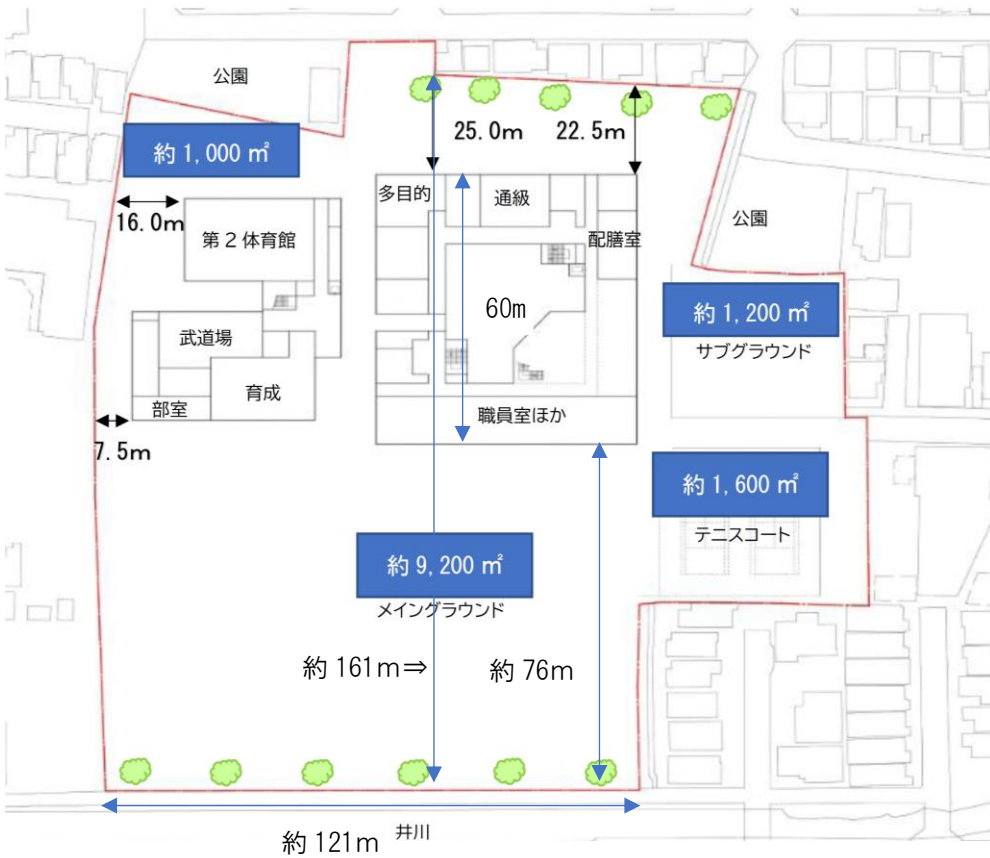 公園
25.0m
22.5m
約 1,000 ㎡
多目的
通級
16.0m
公園
第２体育館
配膳室
60m
約 1,200 ㎡
武道場
サブグラウンド
育成
部室
職員室ほか
7.5m
約 1,600 ㎡
テニスコート
約 9,200 ㎡
メイングラウンド
約 161m⇒
約 76m
井川
約 121m